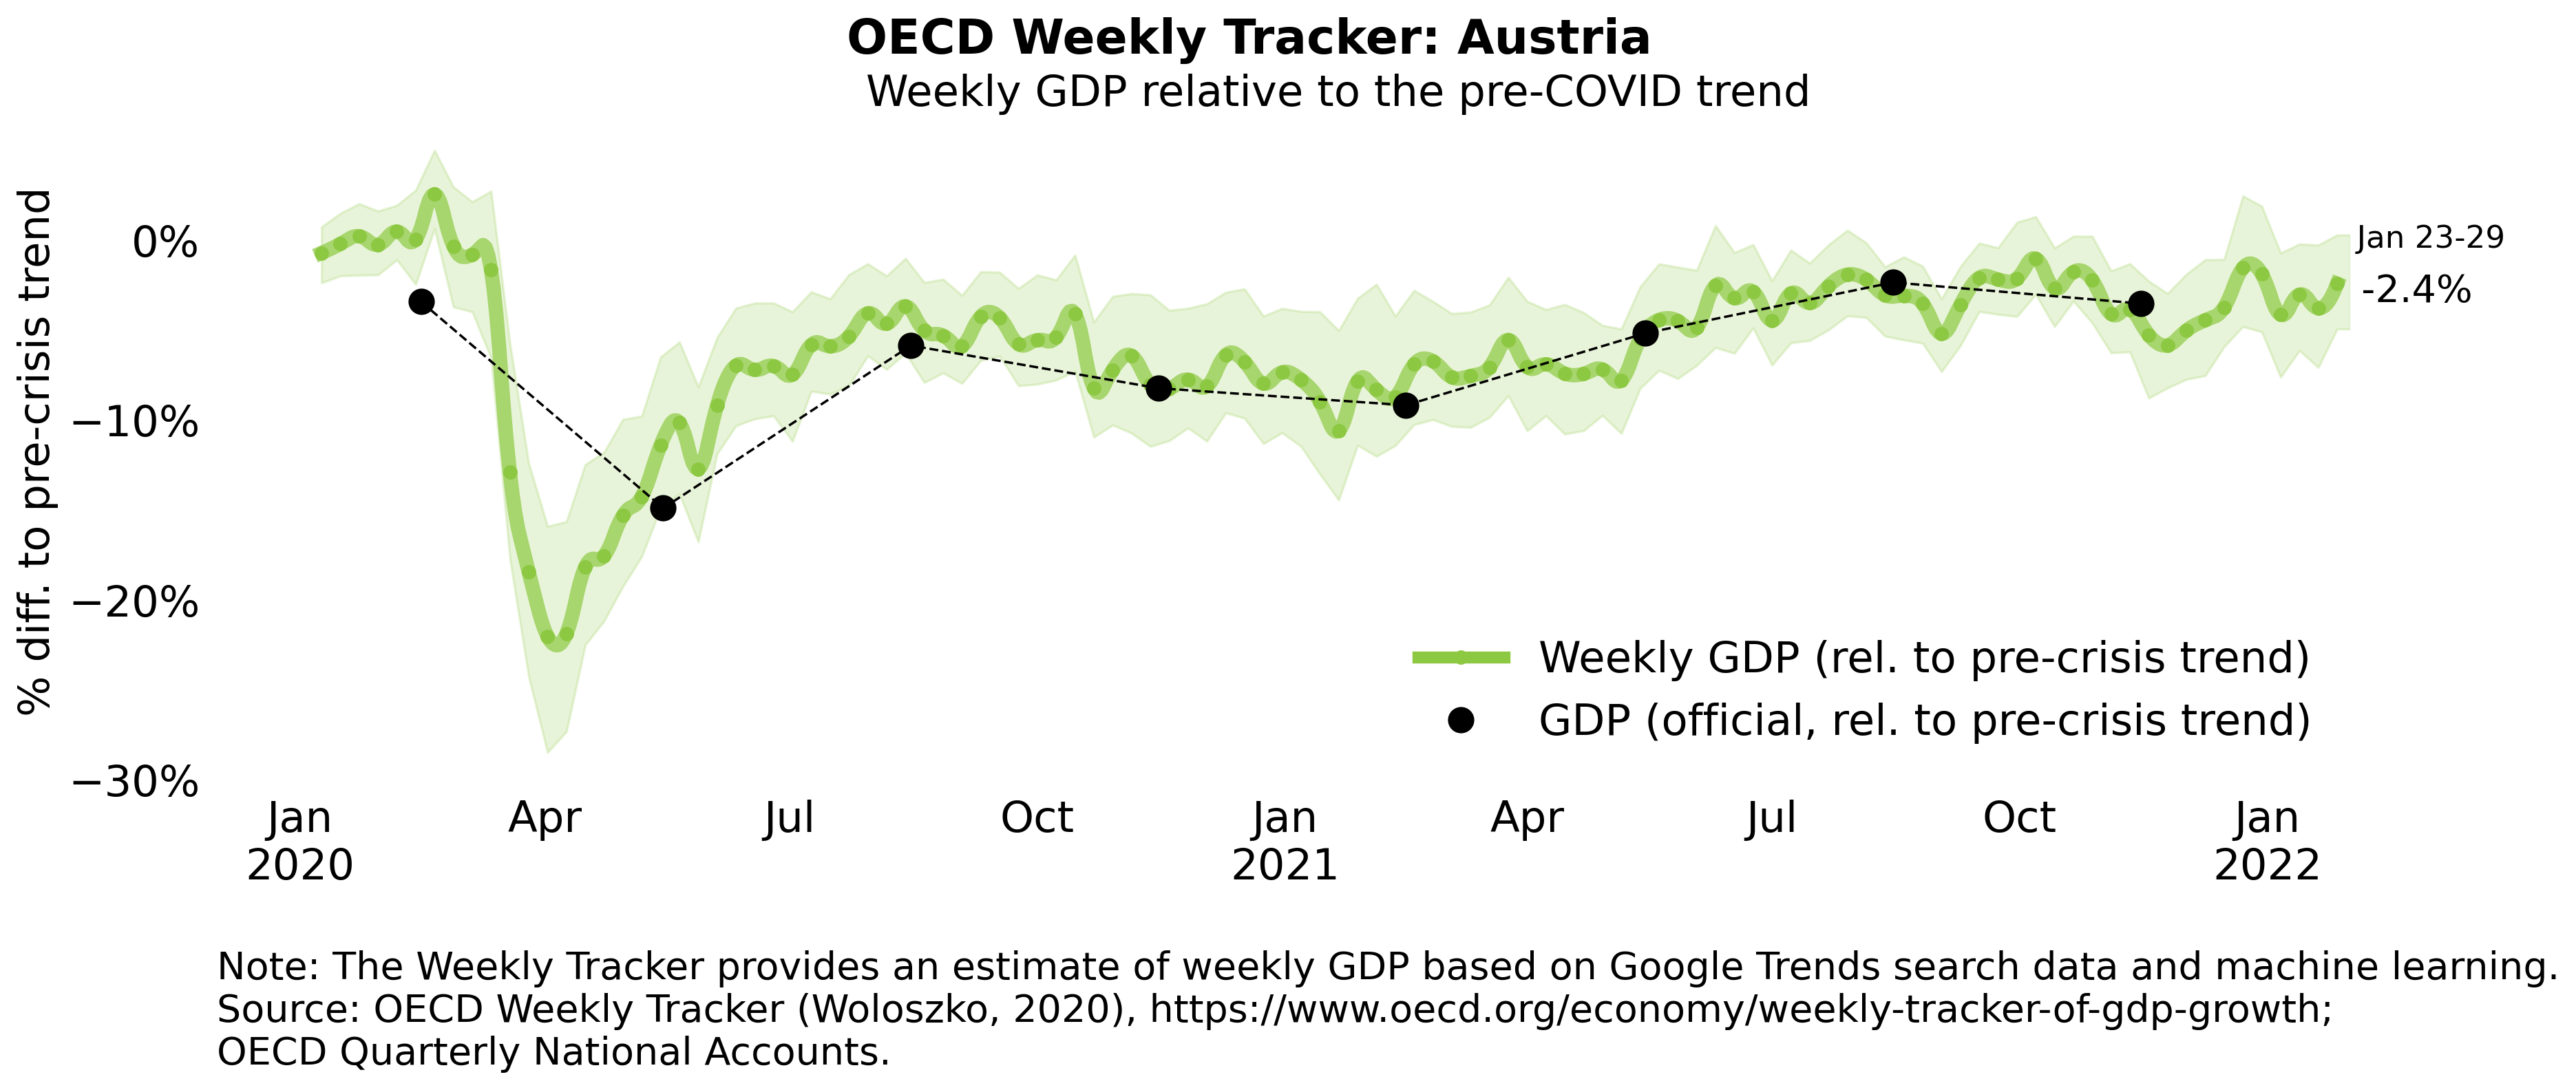 OECD Weekly Tracker: Austria
Weekly GDP relative to the pre-COVID trend
% diff. to pre-crisis trend
0%
−10%
−20%
−30%
Jan 23-29
-2.4%
Weekly GDP (rel. to pre-crisis trend)
GDP (official, rel. to pre-crisis trend)
Jan Apr Jul Oct Jan Apr Jul Oct Jan
2020 2021 2022
Note: The Weekly Tracker provides an estimate of weekly GDP based on Google Trends search data and machine learning.
Source: OECD Weekly Tracker (Woloszko, 2020), https://www.oecd.org/economy/weekly-tracker-of-gdp-growth;
OECD Quarterly National Accounts.